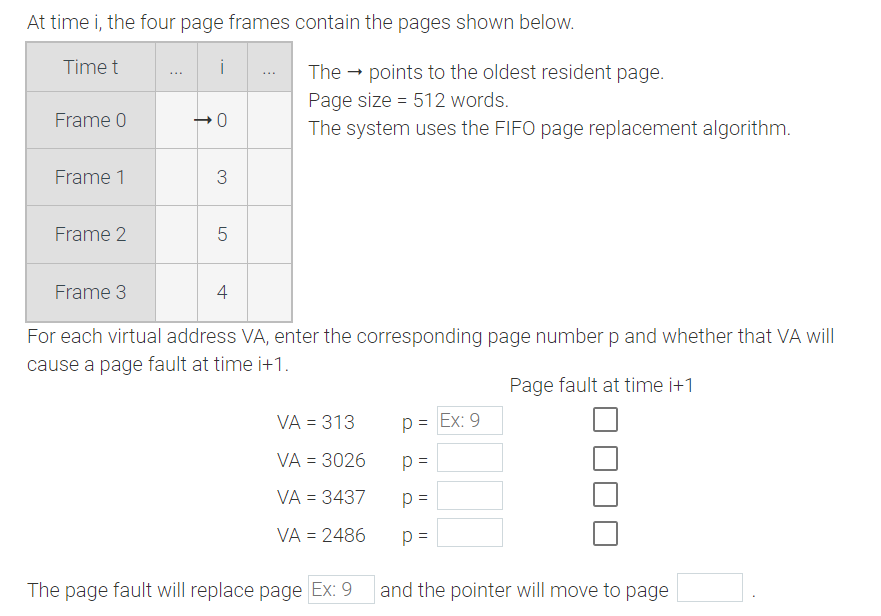 At time i, the four page frames contain the pages shown below.
Time t ... i ...
The → points to the oldest resident page.
Page size = 512 words.
Frame 0 →0
The system uses the FIFO page replacement algorithm.
Frame 1 3
Frame 2 5
Frame 3 4
For each virtual address VA, enter the corresponding page number p and whether that VA will
cause a page fault at time i+1.
Page fault at time i+1
VA = 313 p = Ex: 9
VA = 3026 p =
VA = 3437 p =
VA = 2486 p =
The page fault will replace page Ex: 9 and the pointer will move to page .